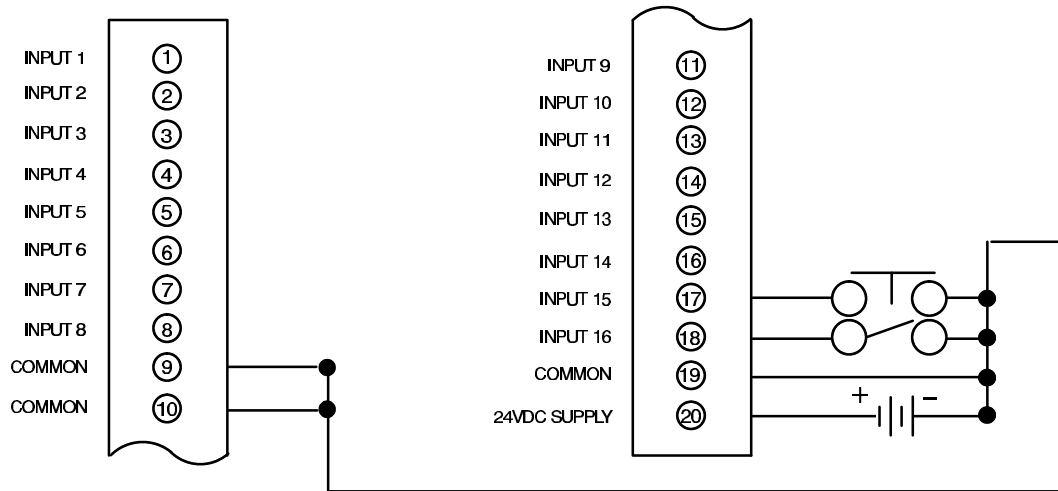 INPUT 1 1
INPUT 2 2
INPUT 3 3
INPUT 4 4
INPUT 5 5
INPUT 6 6
INPUT 7 7
INPUT 8 8
COMMON 9
COMMON 10
INPUT 9 11
INPUT 10 12
INPUT 11 13
INPUT 12 14
INPUT 13 15
INPUT 14 16
INPUT 15 17
INPUT 16 18
COMMON 19
24VDC SUPPLY 20
+ −